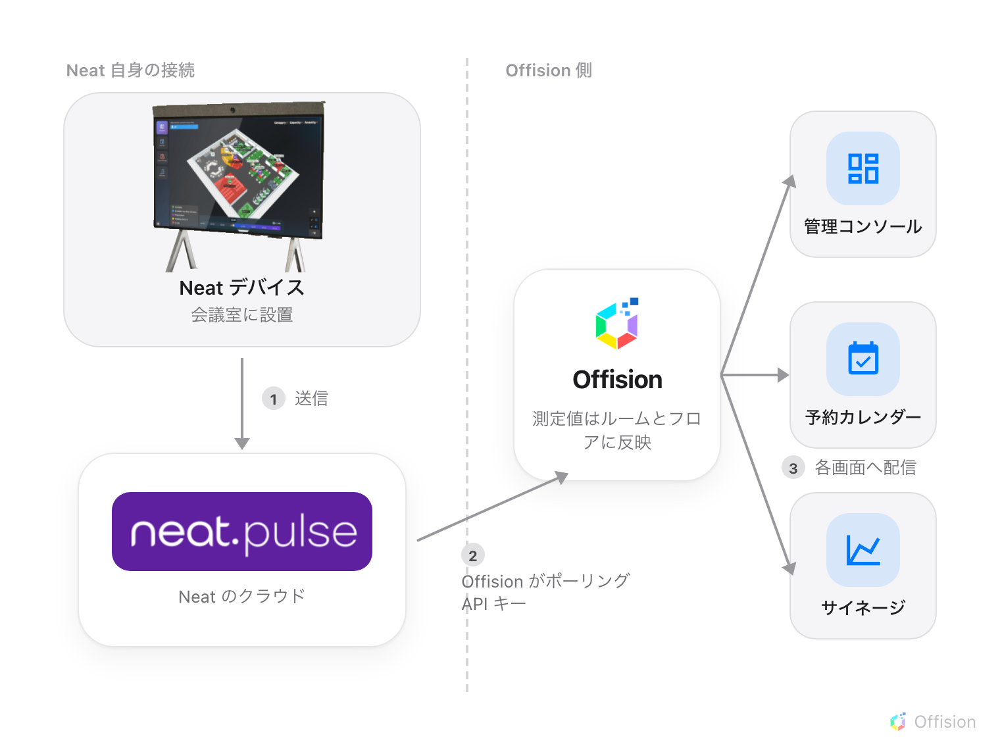 Neat 自身の接続
Offision 側
Neat デバイス
会議室に設置
1 送信
neat.pulse
Neat のクラウド
Offision
測定値はルームとフロ
アに反映
2
Offision がポーリング
API キー
管理コンソール
予約カレンダー
3 各画面へ配信
サイネージ
Offision